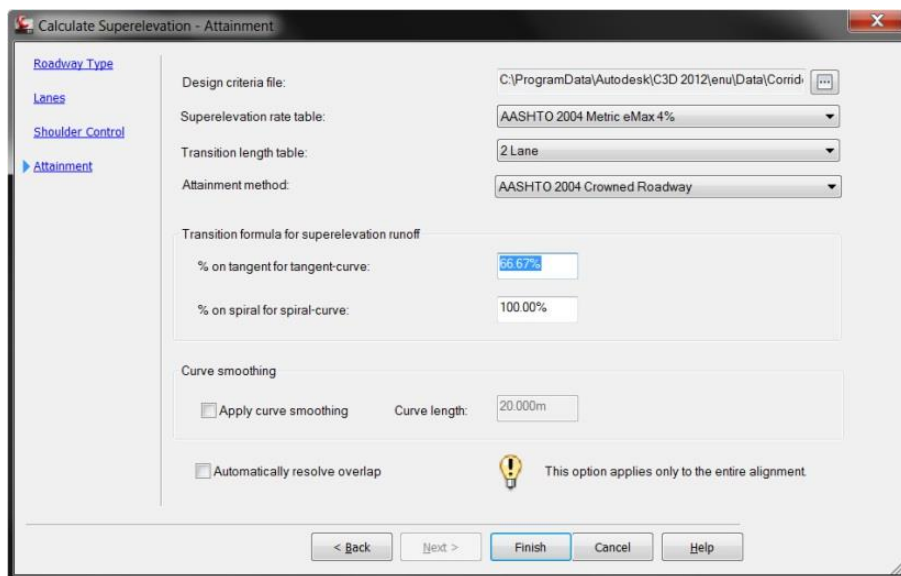 Calculate Superelevation - Attainment
Roadway Type
Lanes
Shoulder Control
Attainment
Design criteria file:
C:\ProgramData\Autodesk\C3D 2012\enu\Data\Corrid
...
Superelevation rate table:
AASHTO 2004 Metric eMax 4%
Transition length table:
2 Lane
Attainment method:
AASHTO 2004 Crowned Roadway
Transition formula for superelevation runoff
% on tangent for tangent-curve:
66.67%
% on spiral for spiral-curve:
100.00%
Curve smoothing
Apply curve smoothing
Curve length:
20.000m
Automatically resolve overlap
This option applies only to the entire alignment.
< Back
Next >
Finish
Cancel
Help